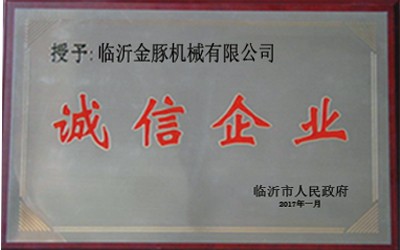 授予:临沂金豚机械有限公司
诚信企业
临沂市人民政府
2017年一月